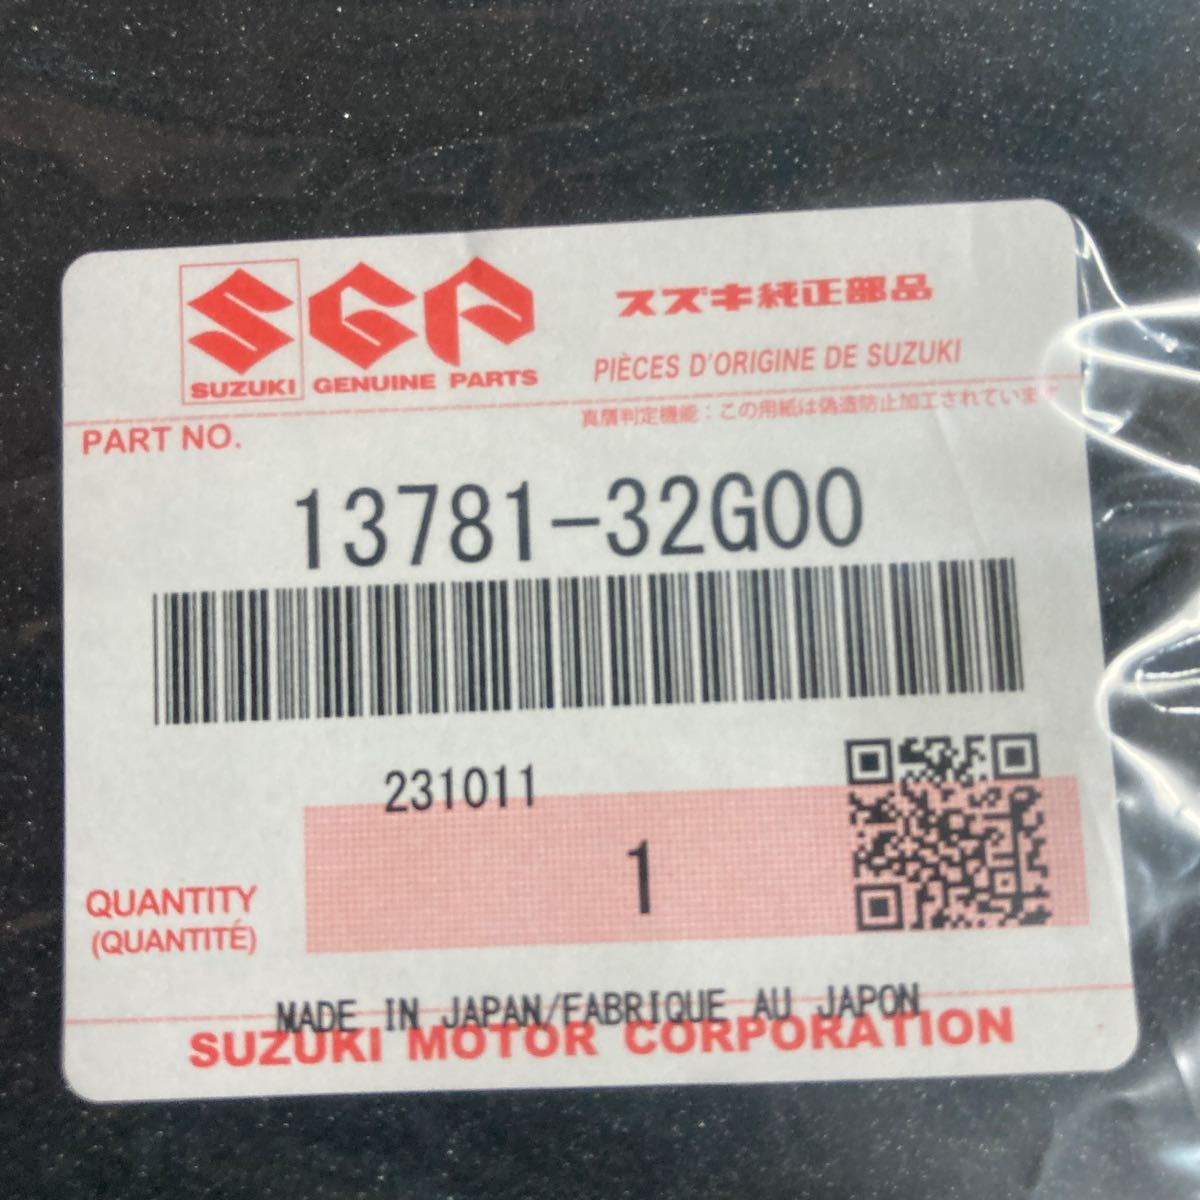 SGP
SUZUKI GENUINE PARTS
スズキ純正部品
PIÈCES D'ORIGINE DE SUZUKI
真贋判定機能:この用紙は偽造防止加工されています
PART NO.
13781-32G00
231011
1
QUANTITY
(QUANTITÉ)
MADE IN JAPAN/FABRIQUE AU JAPON
SUZUKI MOTOR CORPORATION